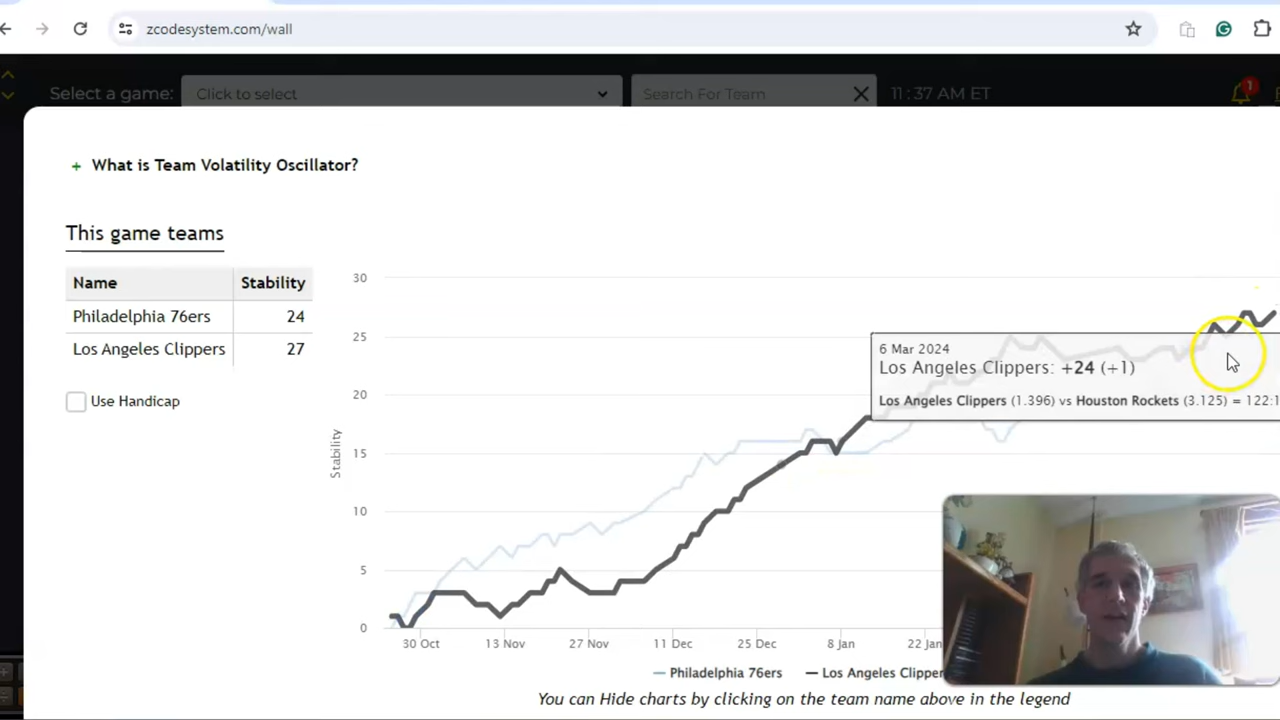 zcodesystem.com/wall
Select a game: Click to select Search For Team 11:37 AM ET 1
+ What is Team Volatility Oscillator?
This game teams
Name Stability
Philadelphia 76ers 24
Los Angeles Clippers 27
Use Handicap
Stability
30
25
20
15
10
5
0
6 Mar 2024
Los Angeles Clippers: +24 (+1)
Los Angeles Clippers (1.396) vs Houston Rockets (3.125) = 122:1
30 Oct 13 Nov 27 Nov 11 Dec 25 Dec 8 Jan 22 Jan
Philadelphia 76ers Los Angeles Clipper
You can Hide charts by clicking on the team name above in the legend